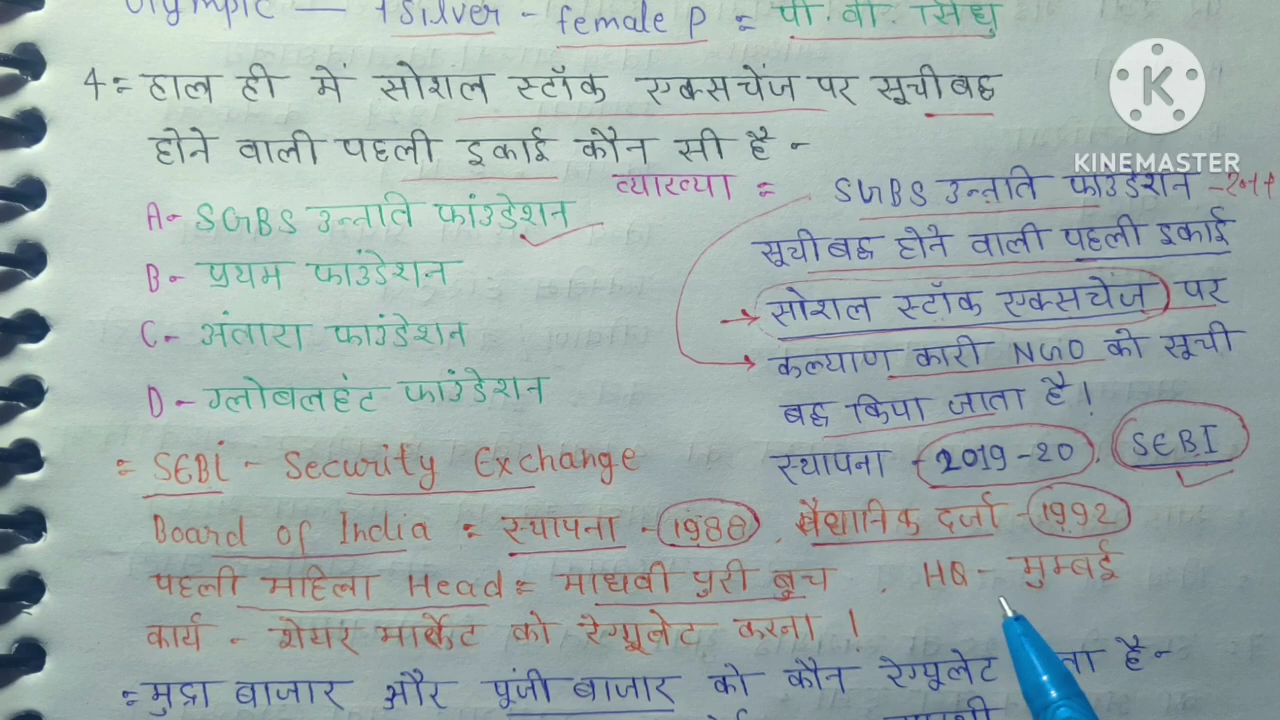 Olympic — 1 Silver - female P = पी. वी. सिंधु
4= हाल ही में सोशल स्टॉक एक्सचेंज पर सूचीबद्ध
होने वाली पहली इकाई कौन सी है -
A- SGBS उन्नति फांउडेशन
B- प्रथम फाउंडेशन
C- अंतारा फाउंडेशन
D- ग्लोबलहंट फाउंडेशन
व्याख्या = SGBS उन्नति फाउंडेशन -2011
सूचीबद्ध होने वाली पहली इकाई
सोशल स्टॉक एक्सचेंज पर
कल्याण कारी NGO को सूची
बद्ध किया जाता है।
स्थापना - 2019-20. SEBI
= SEBI - Security Exchange
Board of India = स्थापना - 1988, वैधानिक दर्जा - 1992
पहली महिला Head = माधवी पुरी बूच . HQ - मुम्बई
कार्य - शेयर मार्केट को रेग्यूलेट करना।
= मुद्रा बाजार और पूंजी बाजार को कौन रेग्यूलेट ता है-
K
KINEMASTER